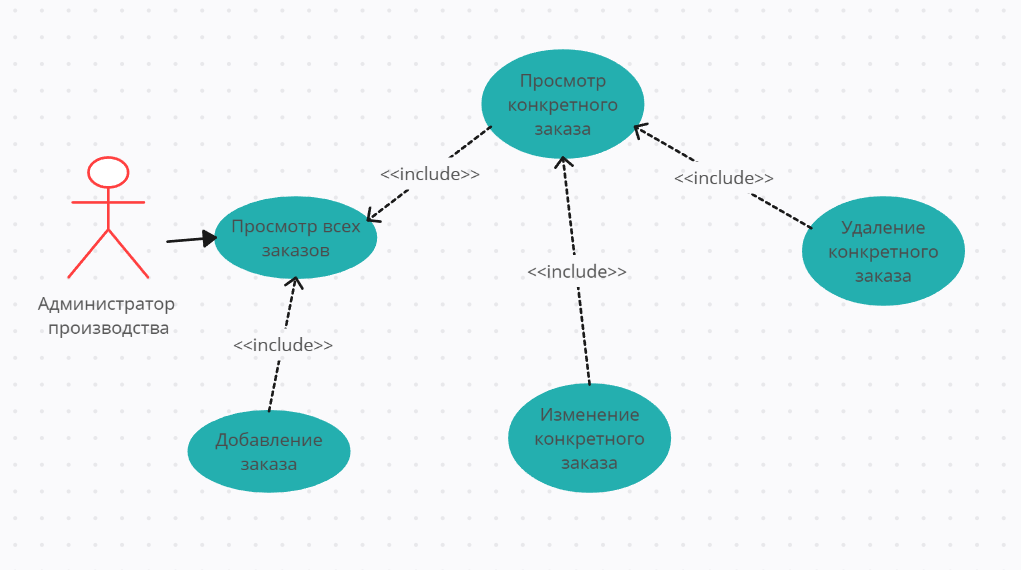 Просмотр
конкретного
заказа
<<include>>
<<include>>
Просмотр всех
заказов
Удаление
конкретного
заказа
<<include>>
Администратор
производства
<<include>>
Добавление
заказа
Изменение
конкретного
заказа